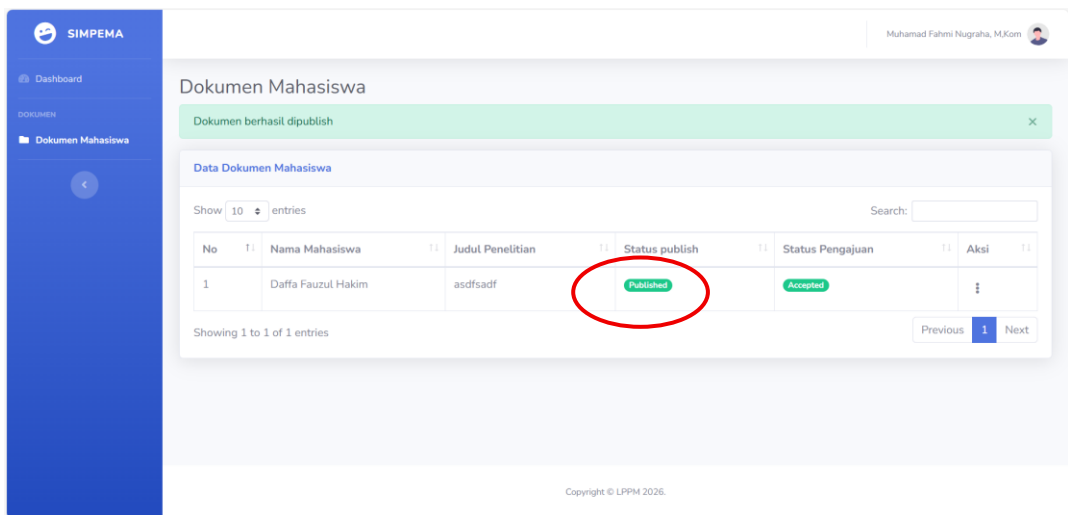 SIMPEMA
Muhamad Fahmi Nugraha, M,Kom
Dashboard
DOKUMEN
Dokumen Mahasiswa
Dokumen Mahasiswa
Dokumen berhasil dipublish ×
Data Dokumen Mahasiswa
Show 10 entries Search:
No Nama Mahasiswa Judul Penelitian Status publish Status Pengajuan Aksi
1 Daffa Fauzul Hakim asdfsadf Published Accepted
Showing 1 to 1 of 1 entries Previous 1 Next
Copyright © LPPM 2026.